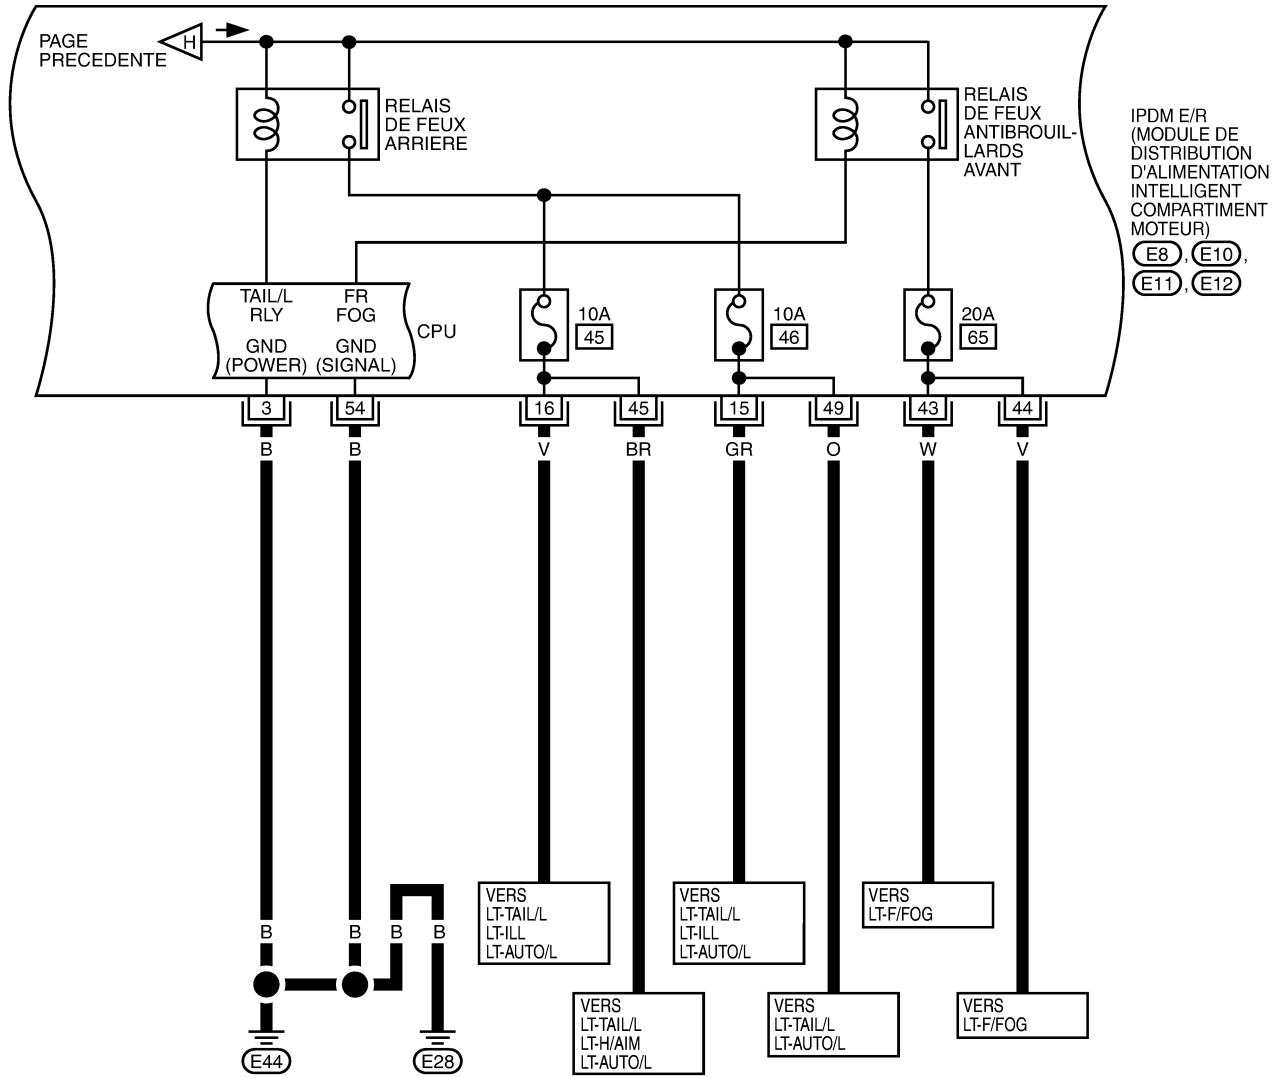 PAGE
PRECEDENTE
H
RELAIS
DE FEUX
ARRIERE
RELAIS
DE FEUX
ANTIBROUIL-
LARDS
AVANT
IPDM E/R
(MODULE DE
DISTRIBUTION
D'ALIMENTATION
INTELLIGENT
COMPARTIMENT
MOTEUR)
E8 , E10 ,
E11 , E12
TAIL/L
RLY
FR
FOG
GND
(POWER)
GND
(SIGNAL)
CPU
10A
45
10A
46
20A
65
3 54 16 45 15 49 43 44
B B V BR GR O W V
VERS
LT-TAIL/L
LT-ILL
LT-AUTO/L
VERS
LT-TAIL/L
LT-ILL
LT-AUTO/L
VERS
LT-F/FOG
B B B B
VERS
LT-TAIL/L
LT-H/AIM
LT-AUTO/L
VERS
LT-TAIL/L
LT-AUTO/L
VERS
LT-F/FOG
E44 E28